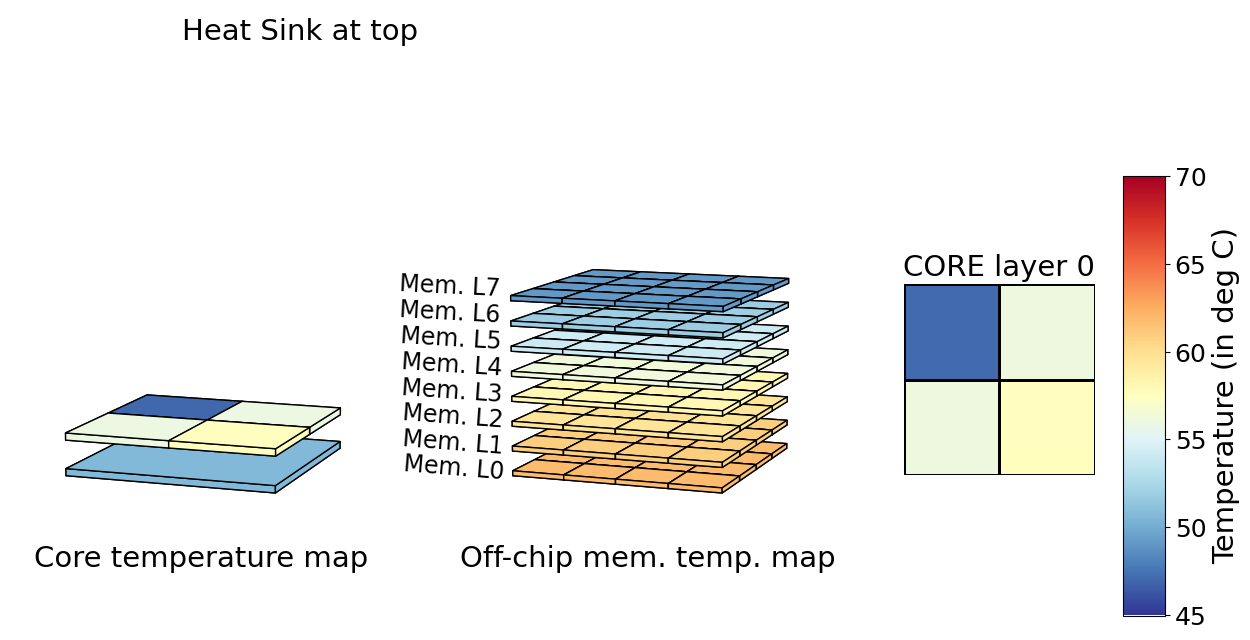 Heat Sink at top
Mem. L7
Mem. L6
Mem. L5
Mem. L4
Mem. L3
Mem. L2
Mem. L1
Mem. L0
Core temperature map
Off-chip mem. temp. map
CORE layer 0
70
65
60
55
50
45
Temperature (in deg C)